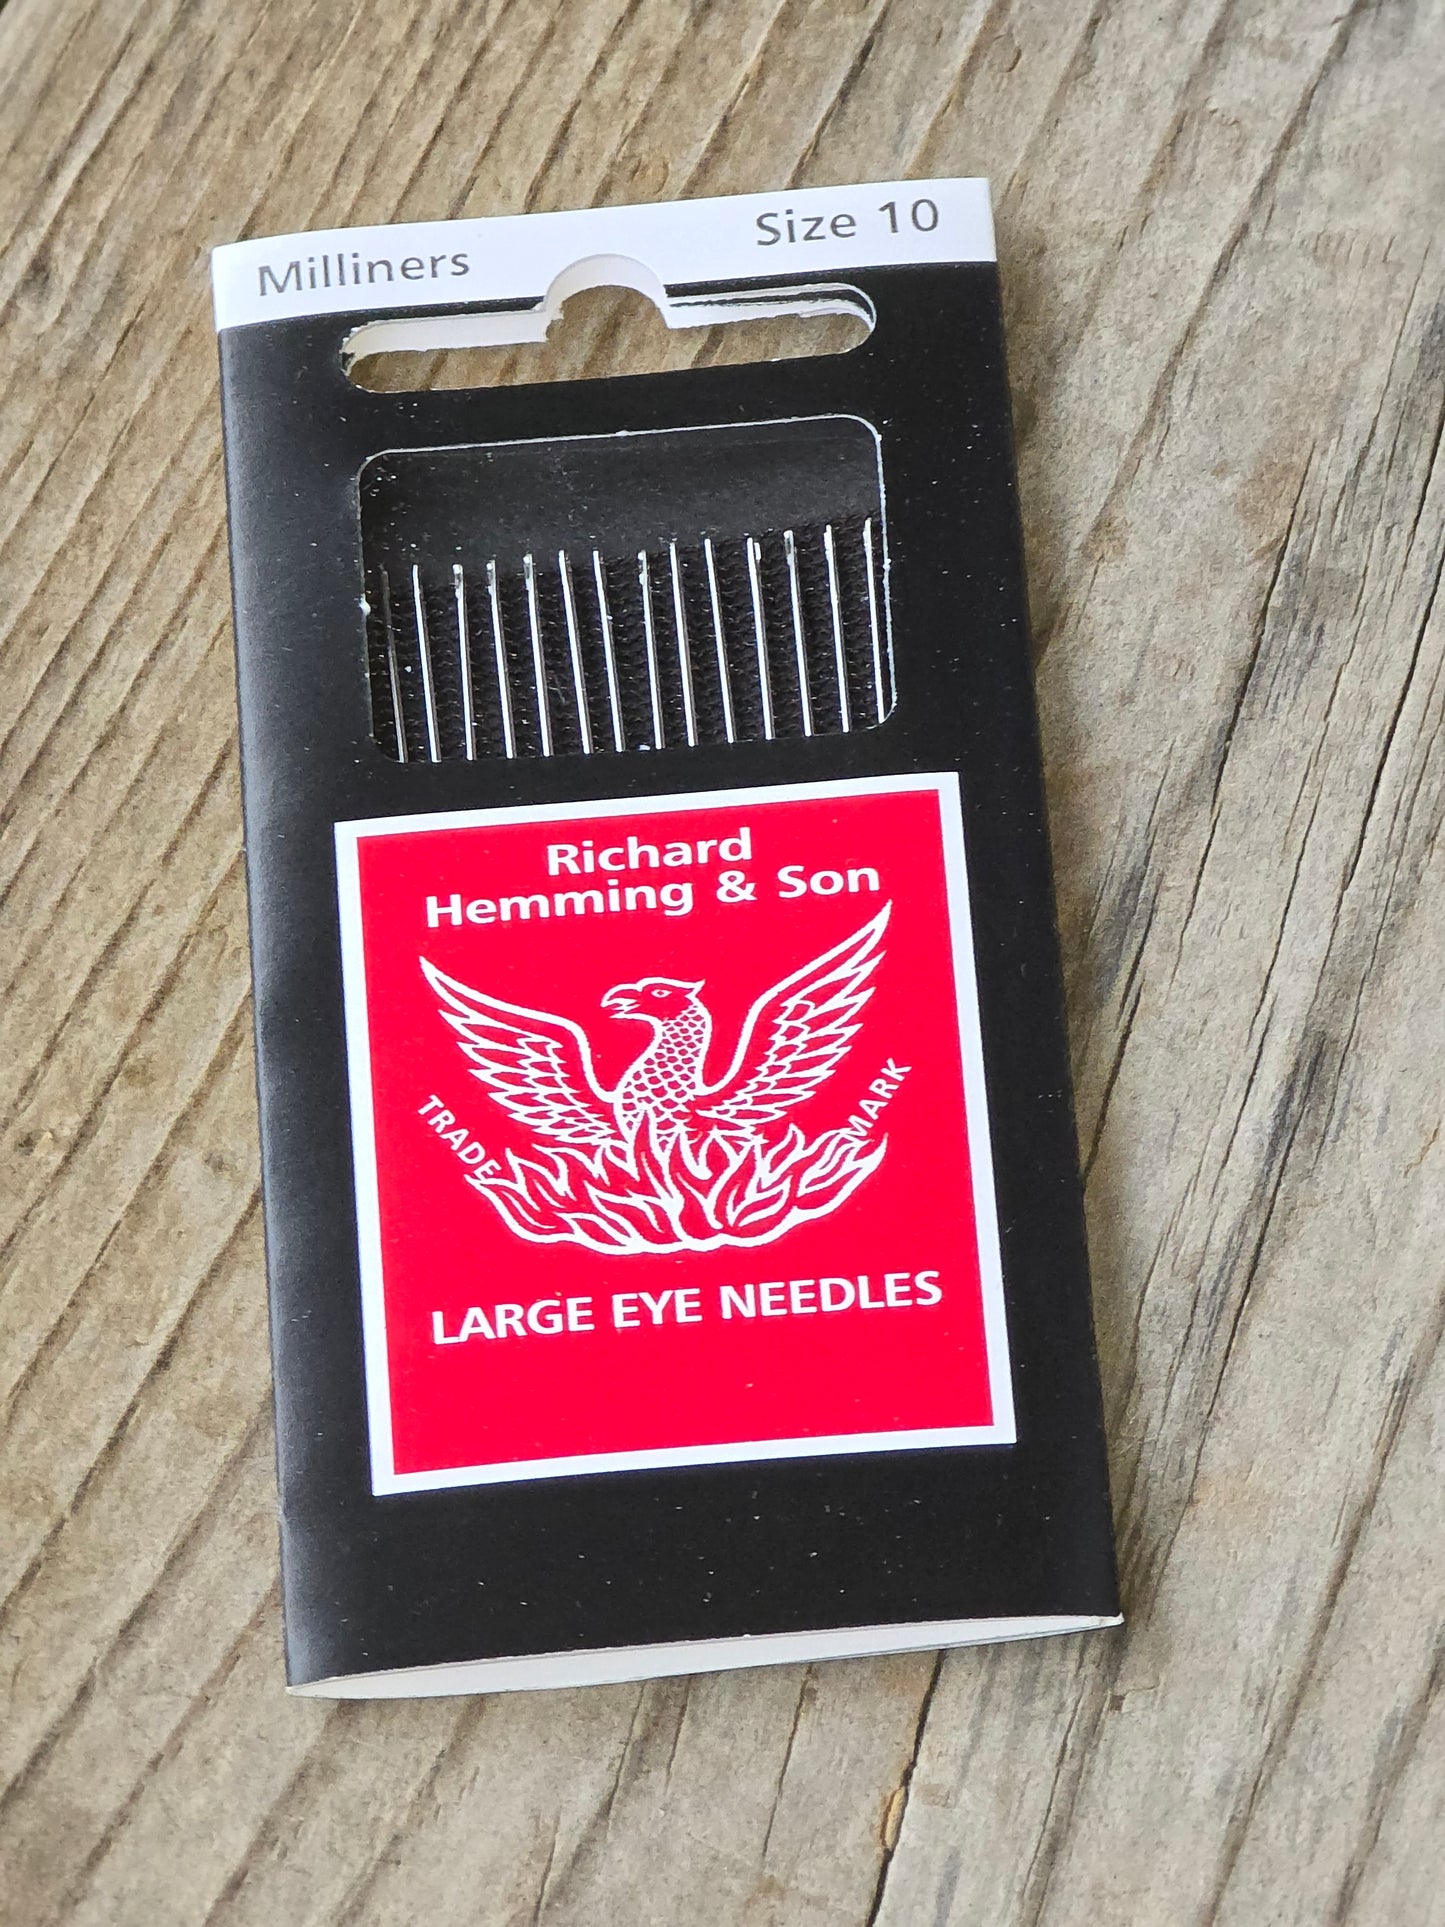 Milliners Size 10
Richard
Hemming & Son
TRADE MARK
LARGE EYE NEEDLES